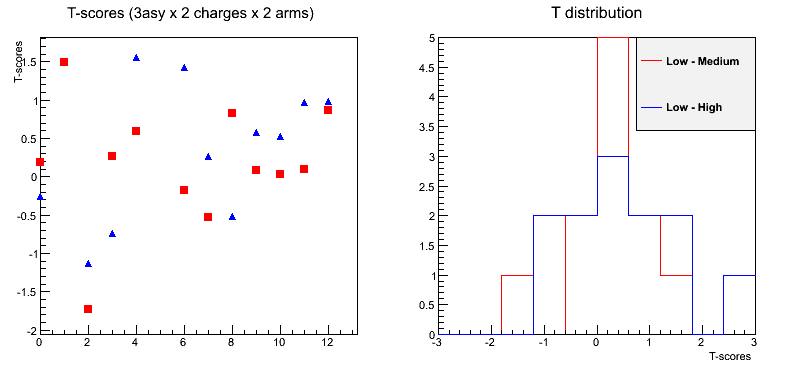 T-scores (3asy x 2 charges x 2 arms)
T-scores
1.5
1
0.5
0
-0.5
-1
-1.5
-2
0 2 4 6 8 10 12
T distribution
5
4.5
4
3.5
3
2.5
2
1.5
1
0.5
0
-3 -2 -1 0 1 2 3
T-scores
Low - Medium
Low - High